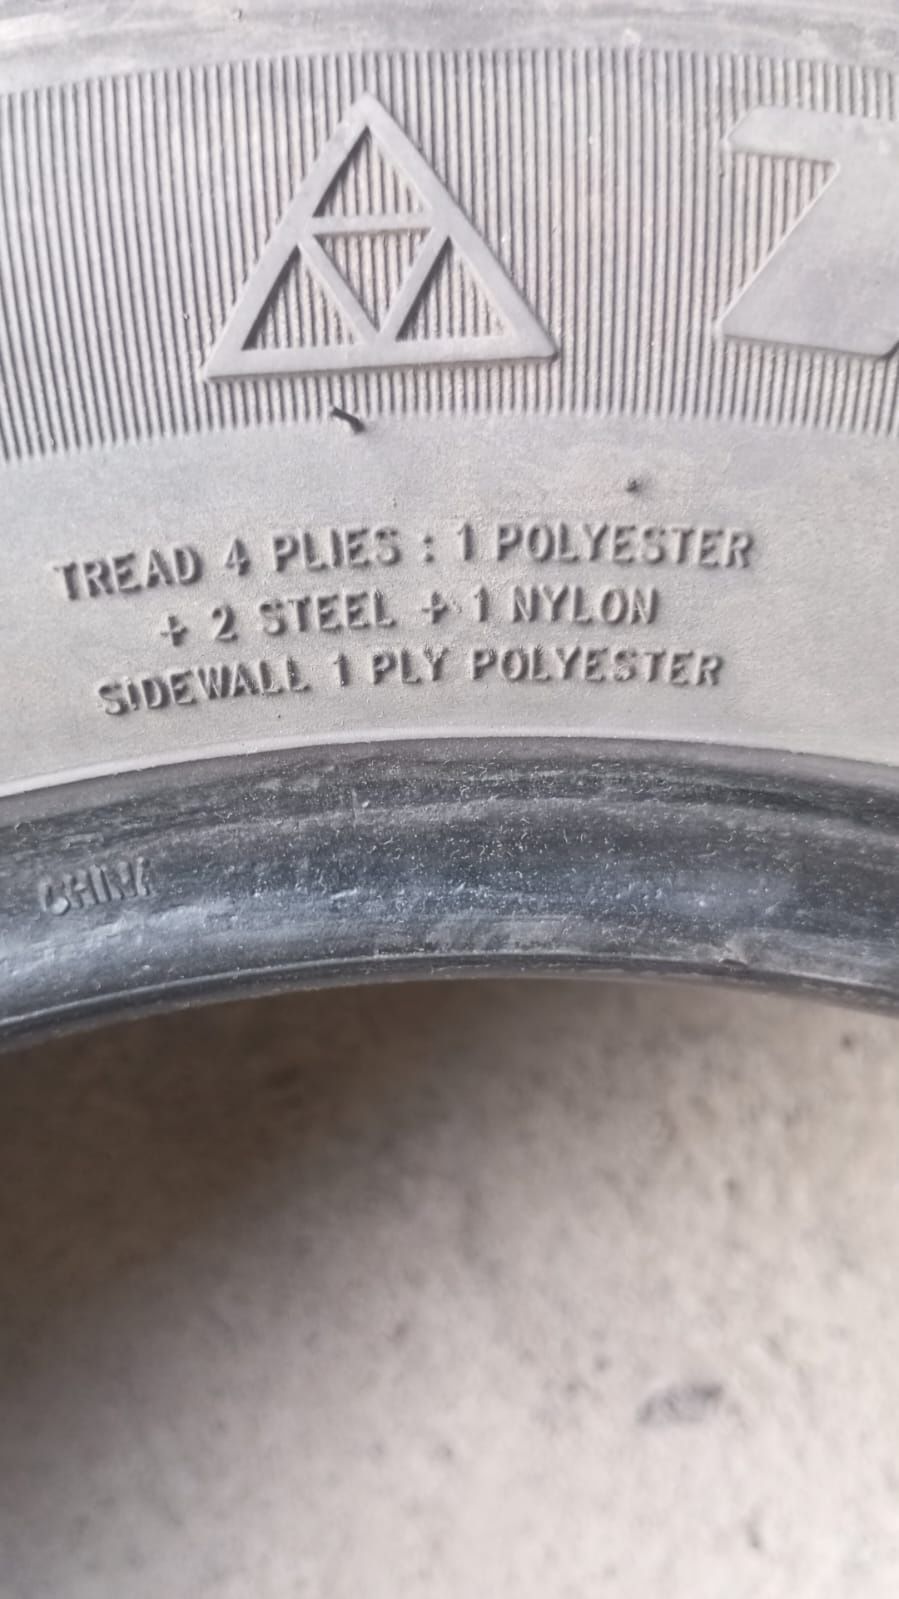 TREAD 4 PLIES : 1 POLYESTER
+ 2 STEEL + 1 NYLON
SIDEWALL 1 PLY POLYESTER
CHINA